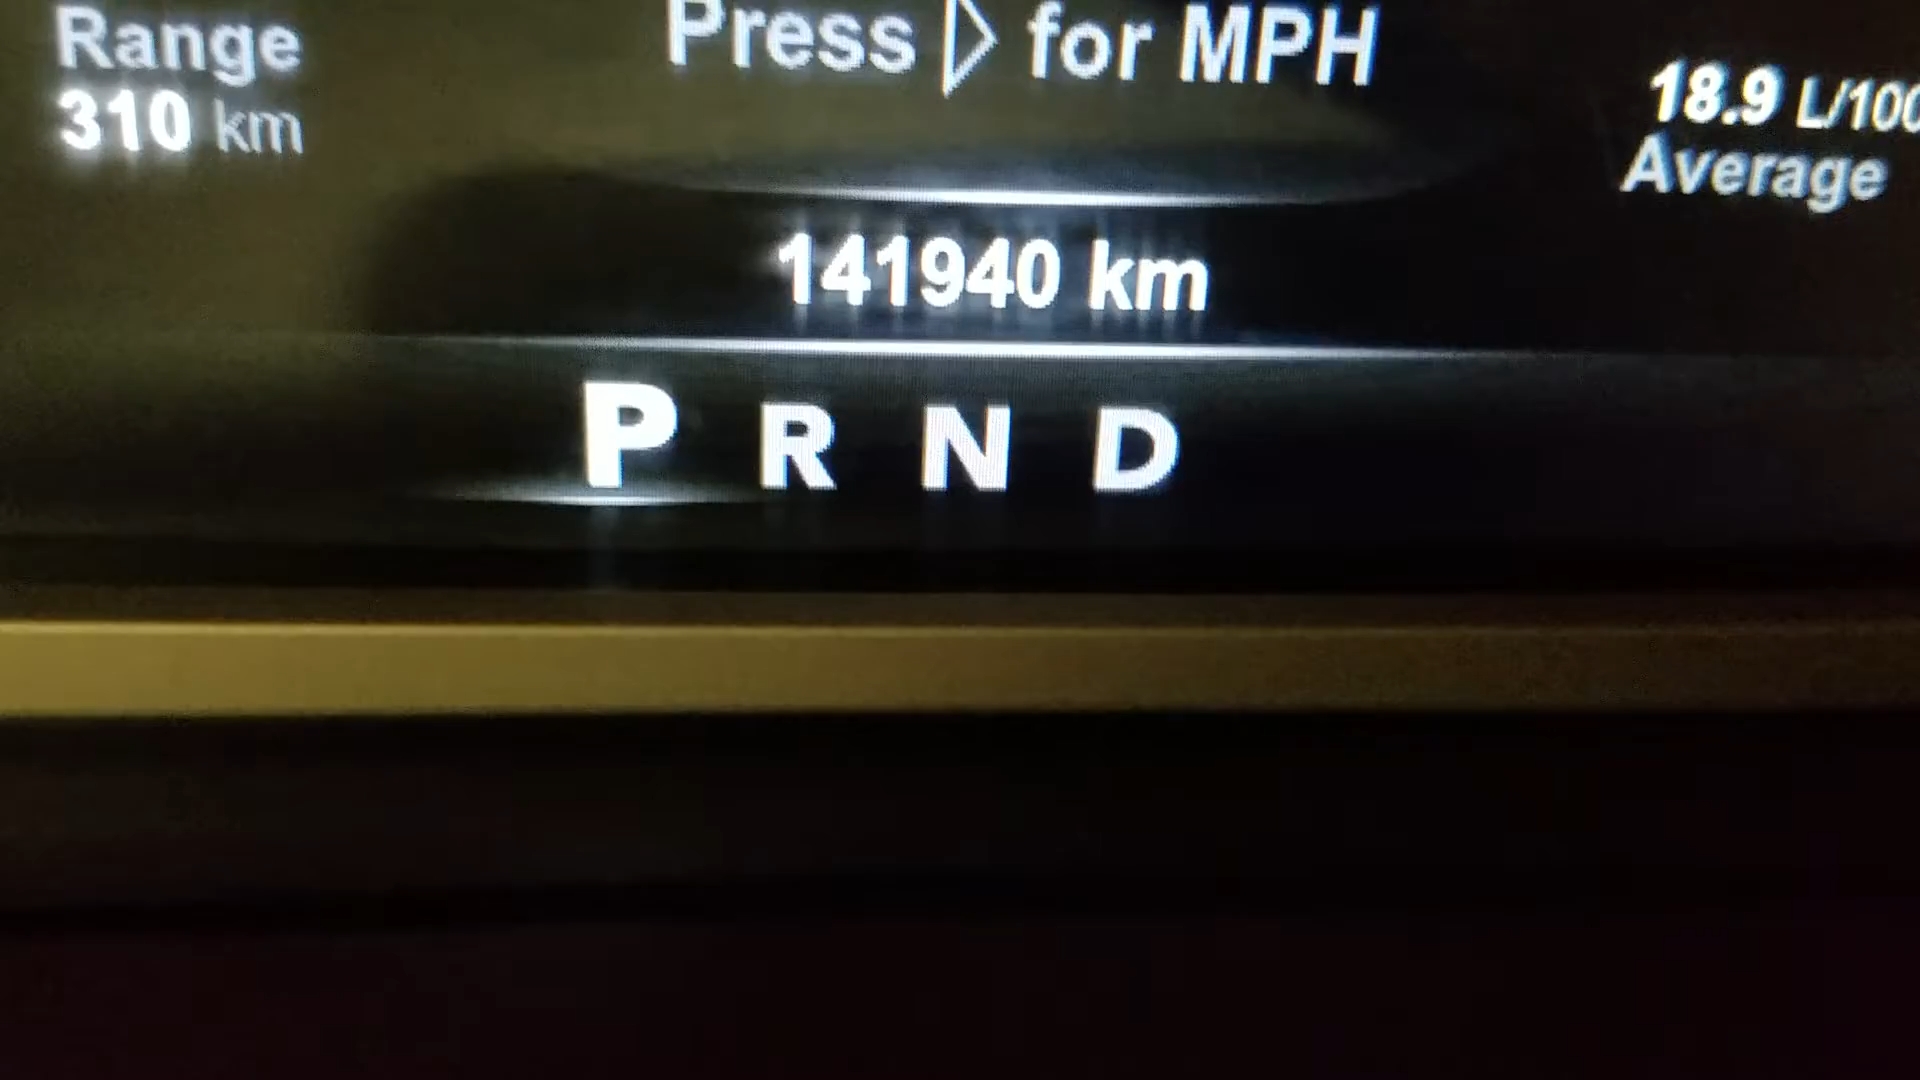 Range
310 km
Press ▷ for MPH
18.9 L/100
Average
141940 km
P R N D